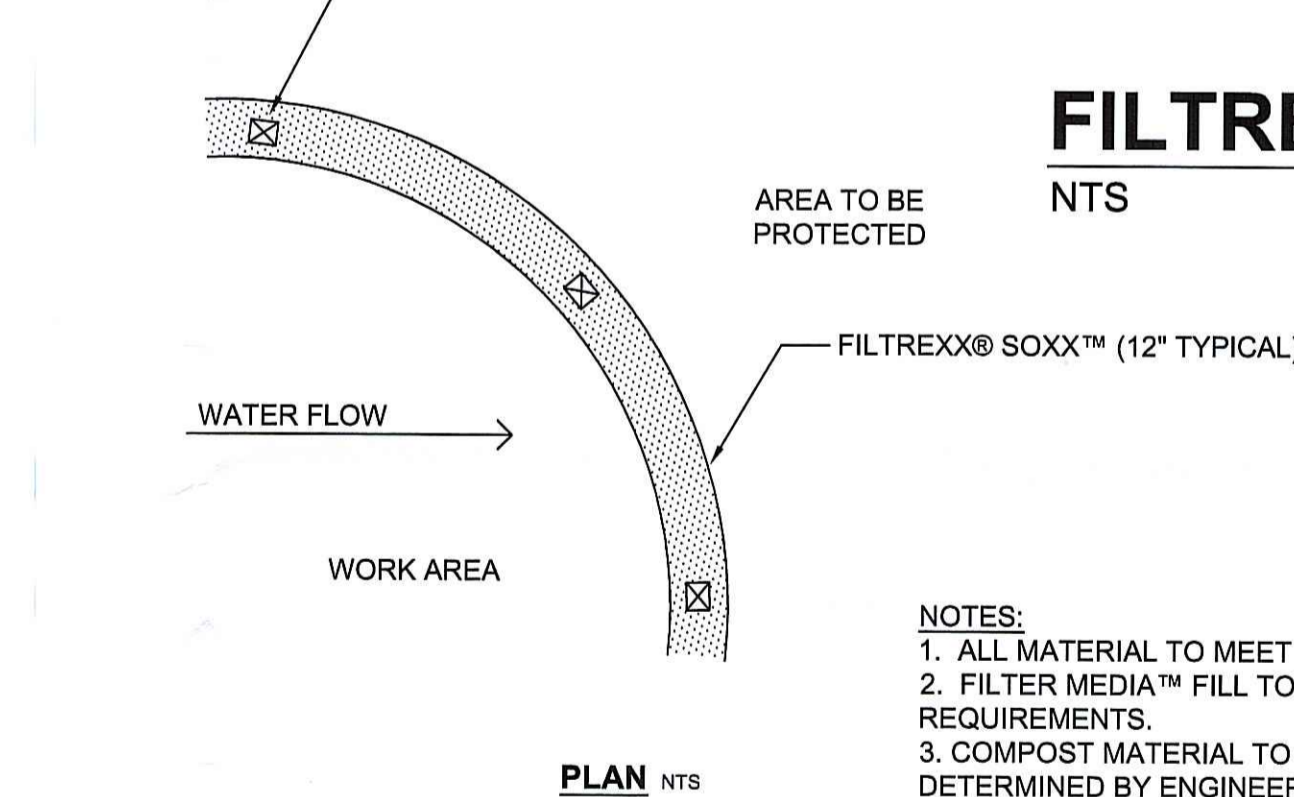 FILTRE
NTS
AREA TO BE
PROTECTED
FILTREXX® SOXX™ (12" TYPICAL)
WATER FLOW
WORK AREA
NOTES:
1. ALL MATERIAL TO MEET
2. FILTER MEDIA™ FILL TO
REQUIREMENTS.
3. COMPOST MATERIAL TO
DETERMINED BY ENGINEER
PLAN NTS